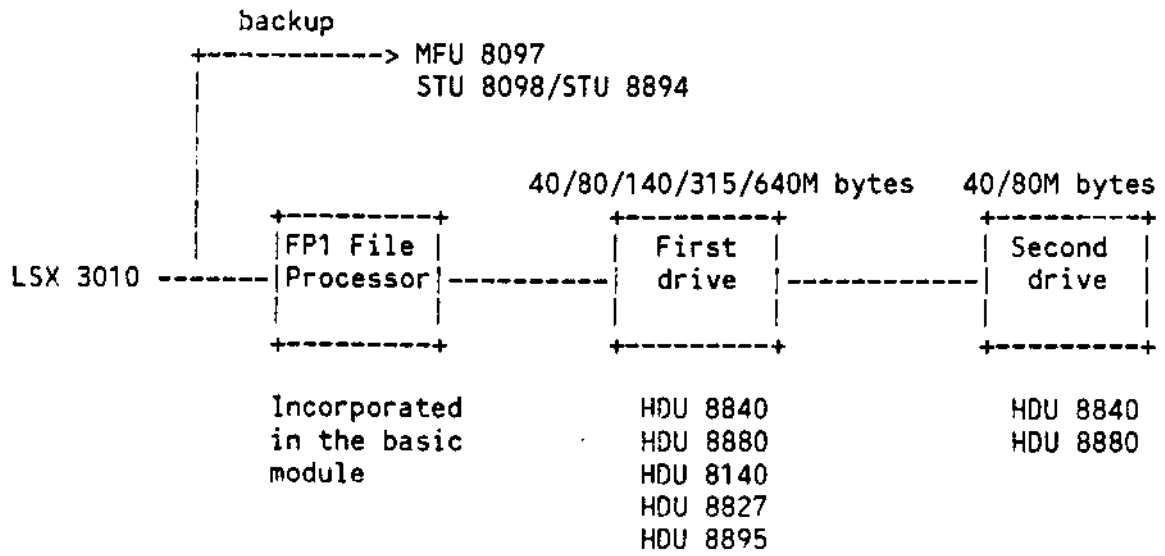 backup
MFU 8097
STU 8098/STU 8894
40/80/140/315/640M bytes 40/80M bytes
FP1 File First Second
LSX 3010 Processor drive drive
Incorporated HDU 8840 HDU 8840
in the basic HDU 8880 HDU 8880
module HDU 8140
HDU 8827
HDU 8895